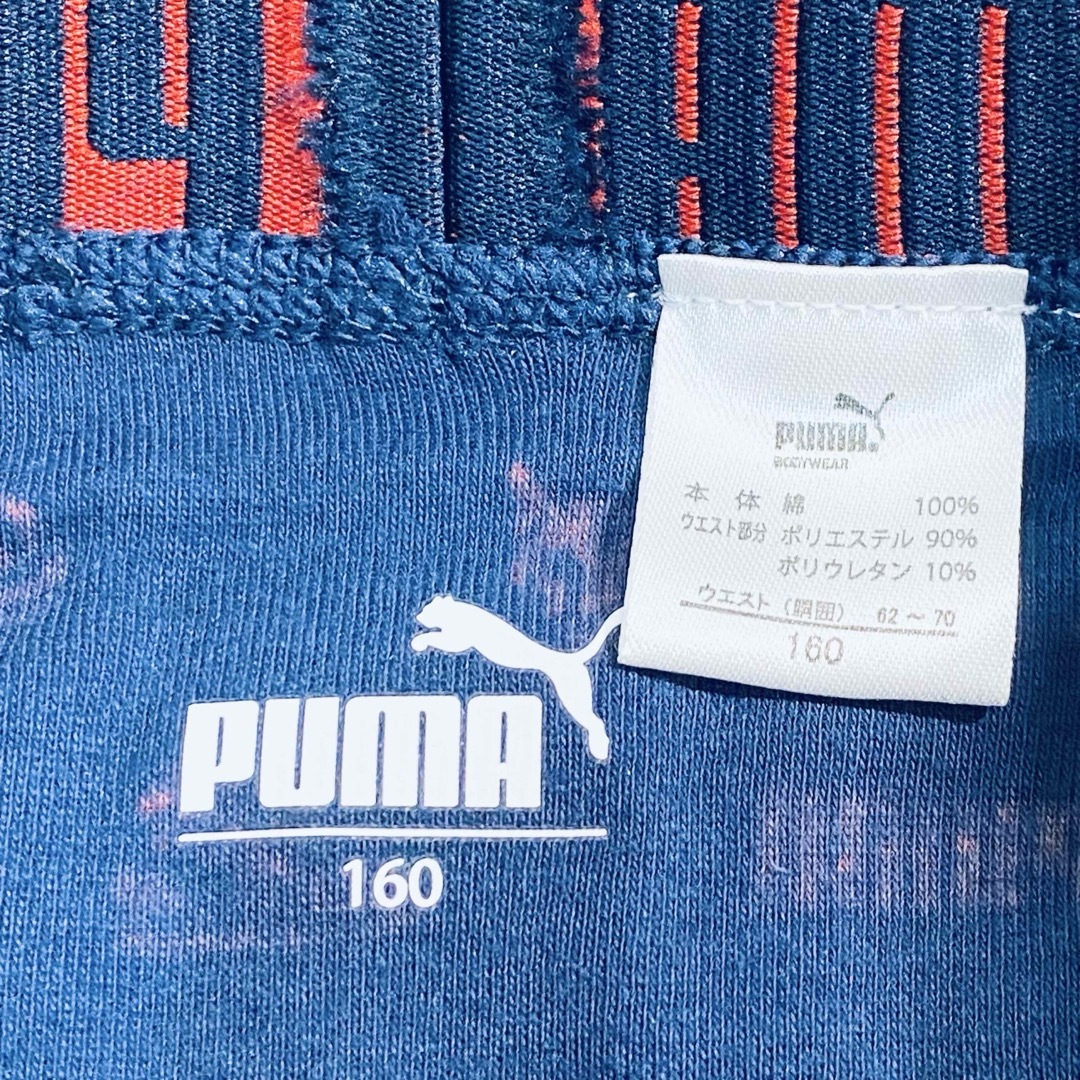 PUMA
BODYWEAR
本体 綿 100%
ウエスト部分 ポリエステル 90%
ポリウレタン 10%
ウエスト(胴囲) 62～70
160
PUMA
160